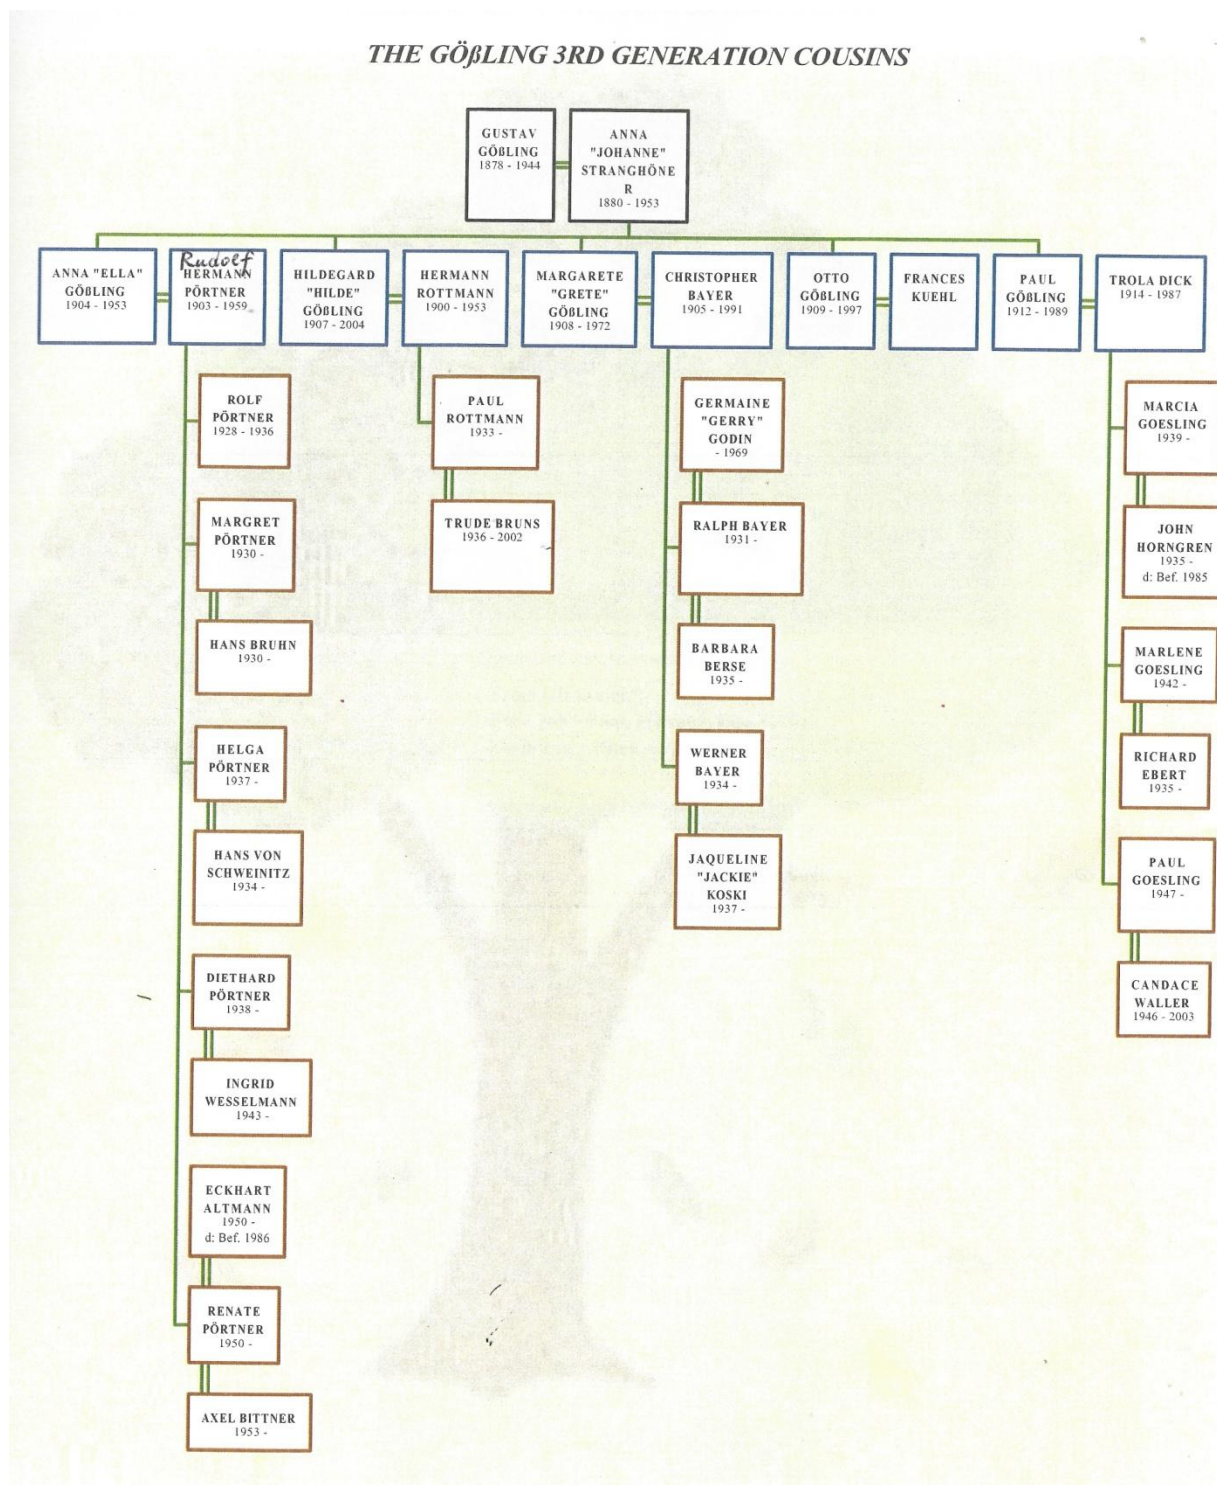 THE GÖßLING 3RD GENERATION COUSINS
GUSTAV
GÖßLING
1878 - 1944
ANNA
"JOHANNE"
STRANGHÖNE
R
1880 - 1953
ANNA "ELLA"
GÖßLING
1904 - 1953
Rudolf
HERMANN
PÖRTNER
1903 - 1959
HILDEGARD
"HILDE"
GÖßLING
1907 - 2004
HERMANN
ROTTMANN
1900 - 1953
MARGARETE
"GRETE"
GÖßLING
1908 - 1972
CHRISTOPHER
BAYER
1905 - 1991
OTTO
GÖßLING
1909 - 1997
FRANCES
KUEHL
PAUL
GÖßLING
1912 - 1989
TROLA DICK
1914 - 1987
ROLF
PÖRTNER
1928 - 1936
MARGRET
PÖRTNER
1930 -
HANS BRUHN
1930 -
HELGA
PÖRTNER
1937 -
HANS VON
SCHWEINITZ
1934 -
DIETHARD
PÖRTNER
1938 -
INGRID
WESSELMANN
1943 -
ECKHART
ALTMANN
1950 -
d: Bef. 1986
RENATE
PÖRTNER
1950 -
AXEL BITTNER
1953 -
PAUL
ROTTMANN
1933 -
TRUDE BRUNS
1936 - 2002
GERMAINE
"GERRY"
GODIN
- 1969
RALPH BAYER
1931 -
BARBARA
BERSE
1935 -
WERNER
BAYER
1934 -
JAQUELINE
"JACKIE"
KOSKI
1937 -
MARCIA
GOESLING
1939 -
JOHN
HORNGREN
1935 -
d: Bef. 1985
MARLENE
GOESLING
1942 -
RICHARD
EBERT
1935 -
PAUL
GOESLING
1947 -
CANDACE
WALLER
1946 - 2003